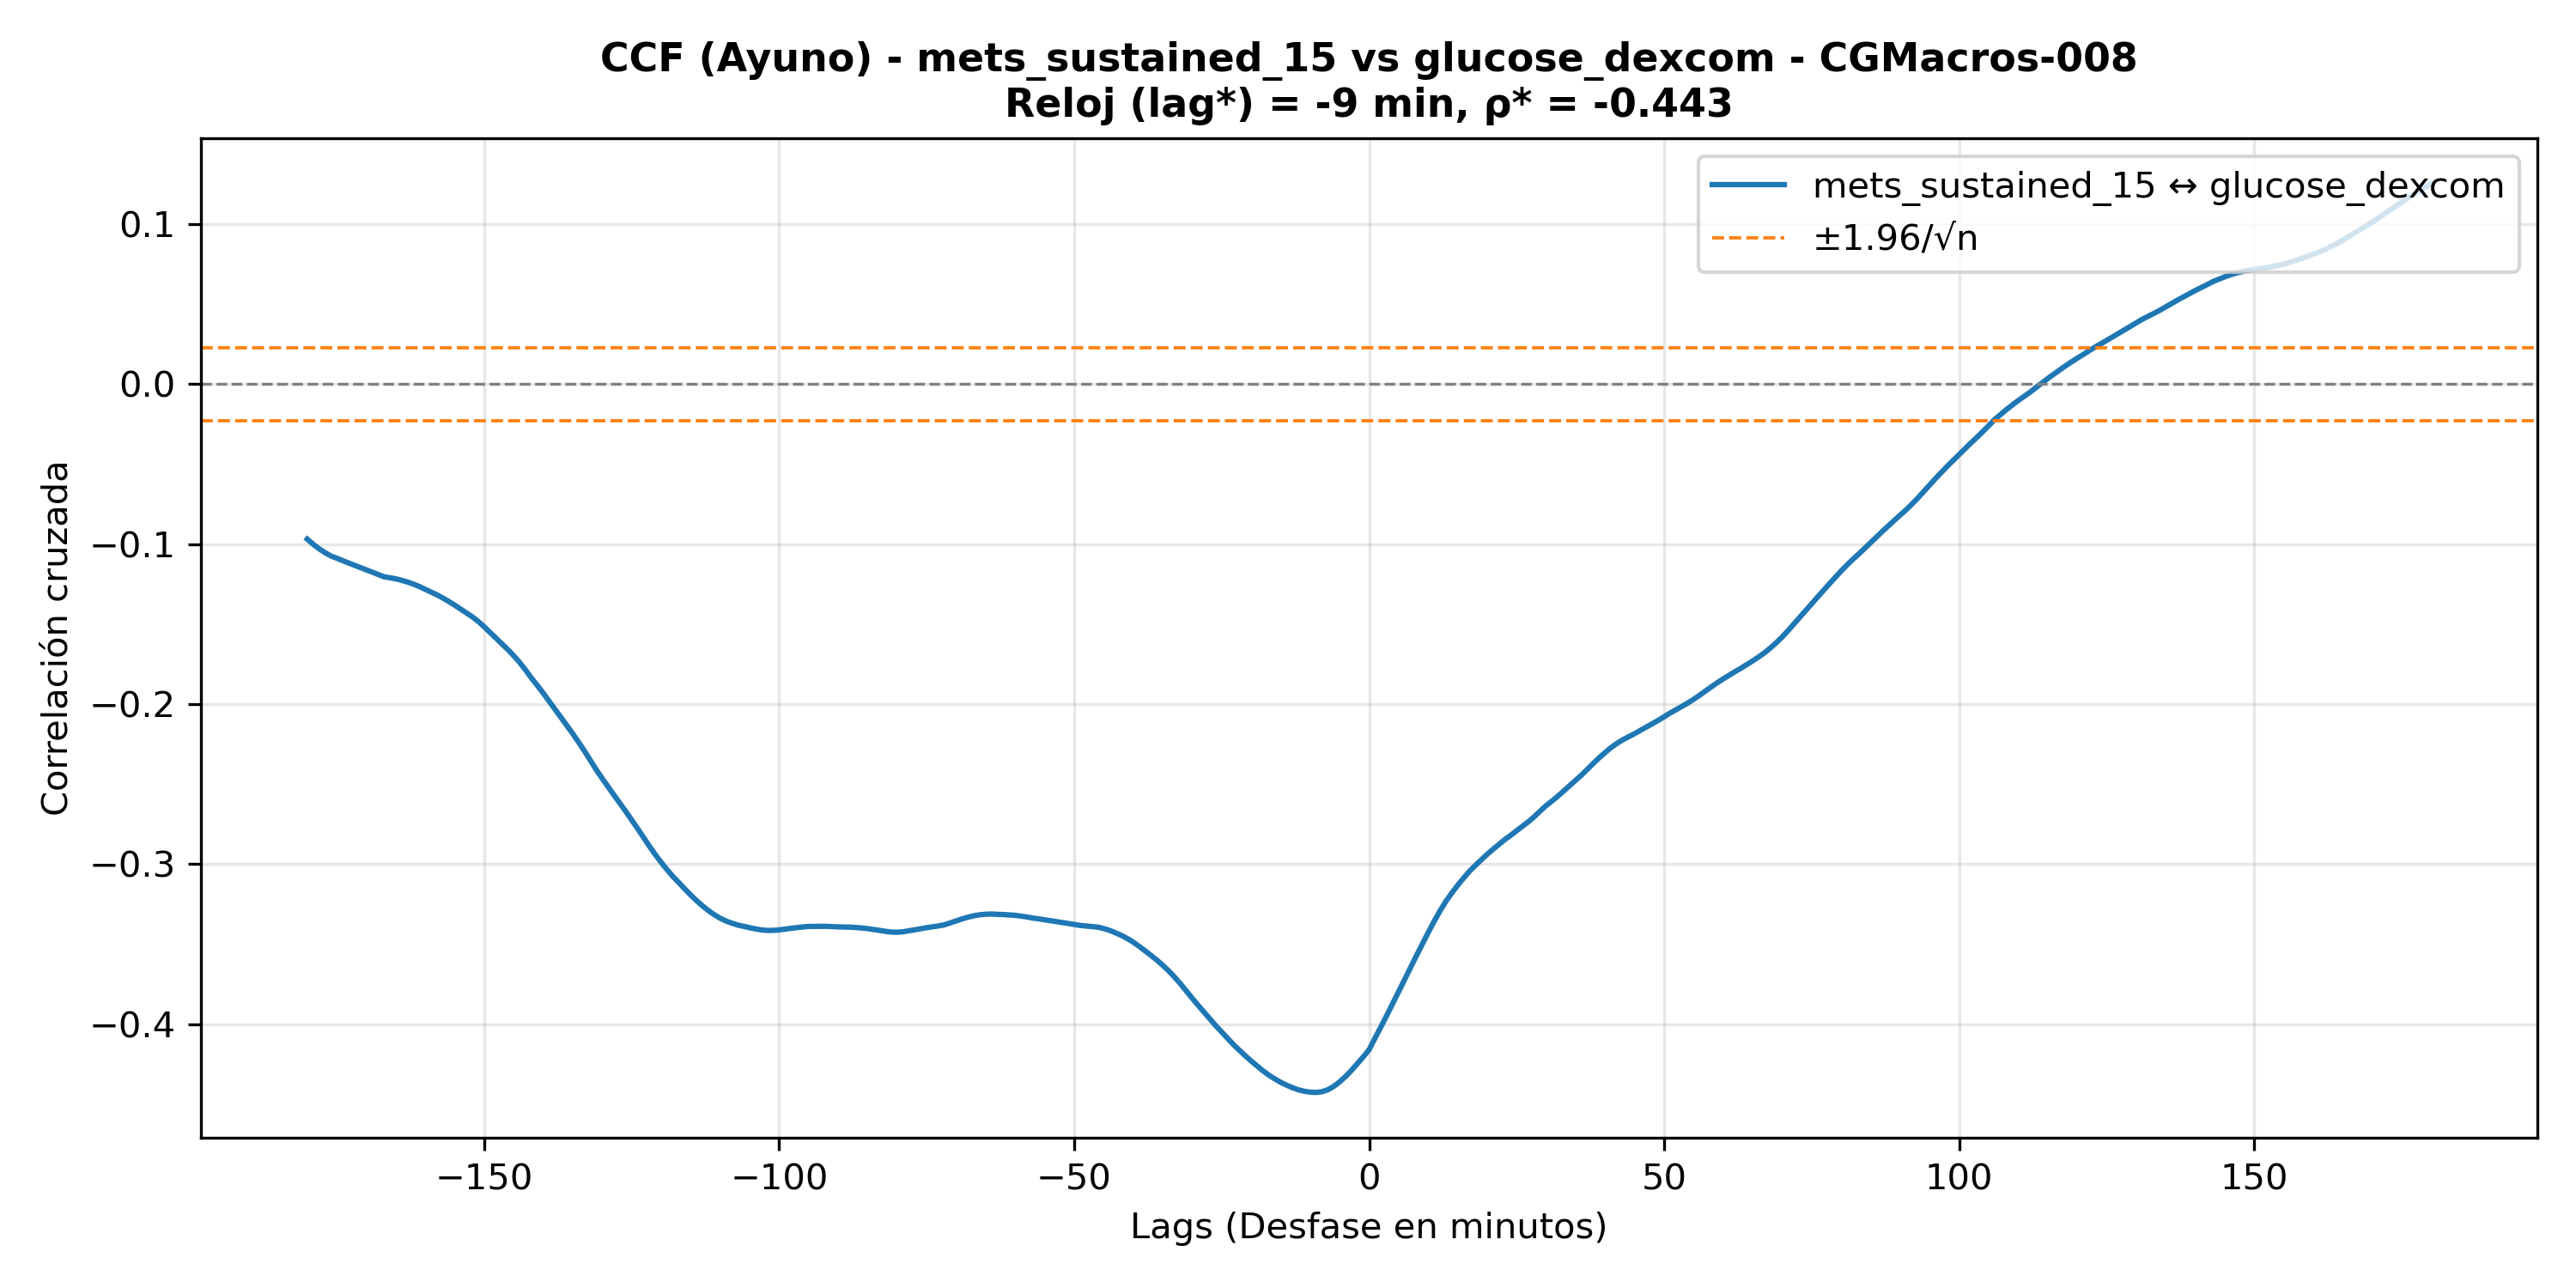 CCF (Ayuno) - mets_sustained_15 vs glucose_dexcom - CGMacros-008
Reloj (lag*) = -9 min, ρ* = -0.443
mets_sustained_15 ↔ glucose_dexcom
±1.96/√n
Correlación cruzada
0.1
0.0
−0.1
−0.2
−0.3
−0.4
−150
−100
−50
0
50
100
150
Lags (Desfase en minutos)